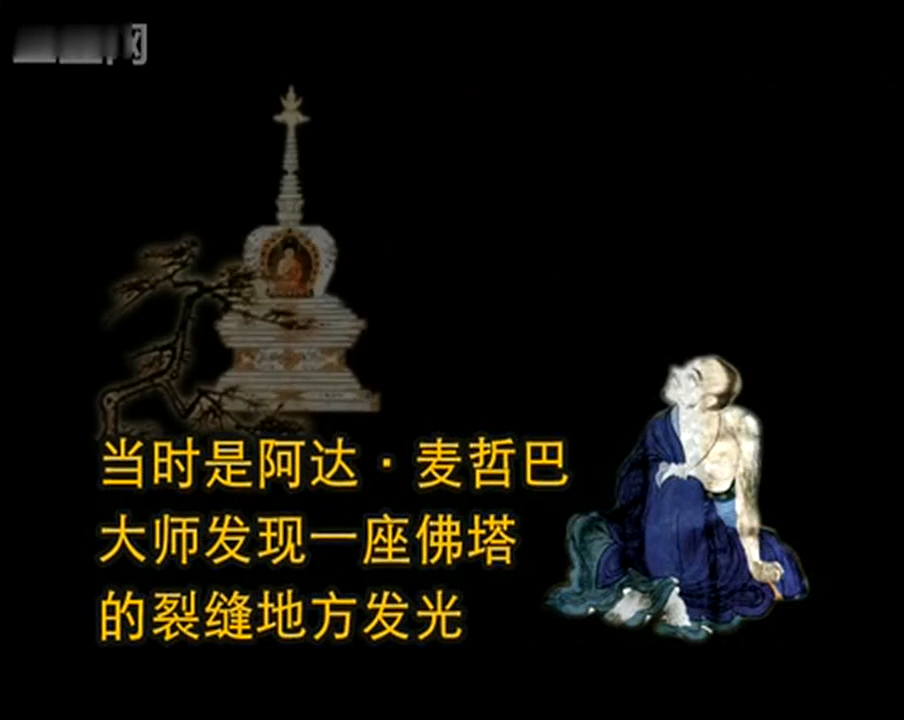 当时是阿达·麦哲巴
大师发现一座佛塔
的裂缝地方发光